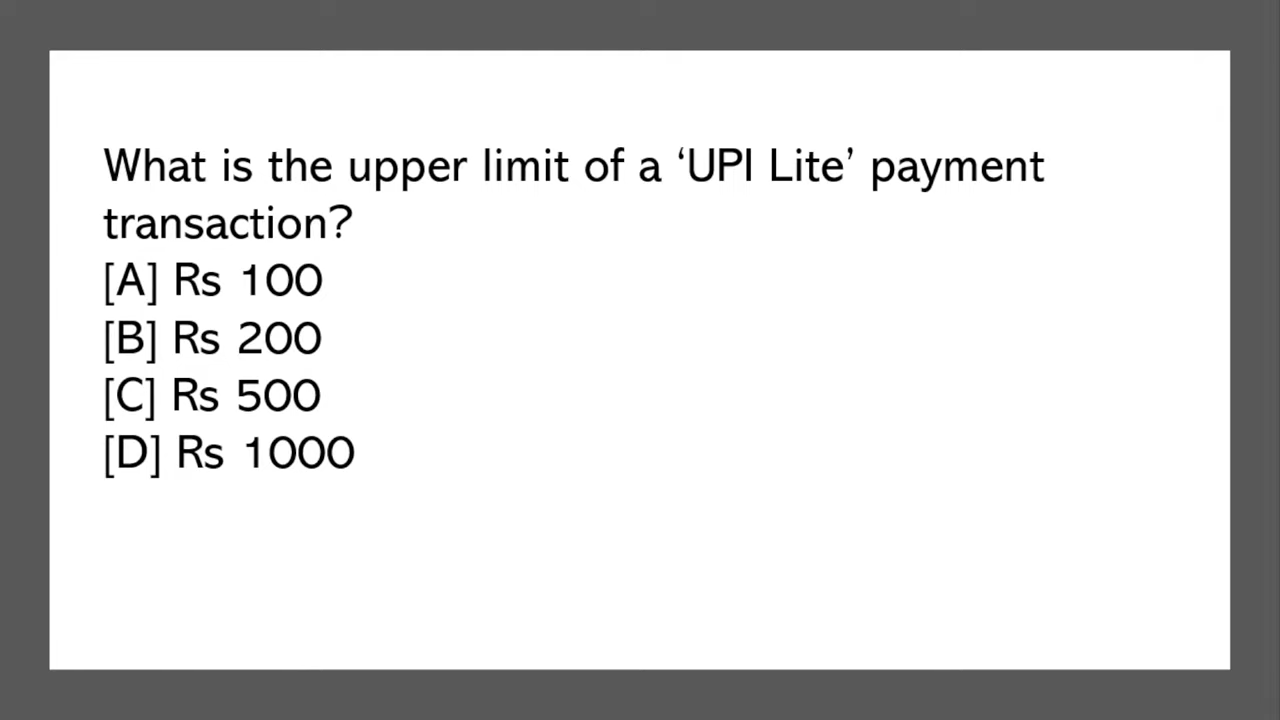 What is the upper limit of a ‘UPI Lite’ payment
transaction?
[A] Rs 100
[B] Rs 200
[C] Rs 500
[D] Rs 1000